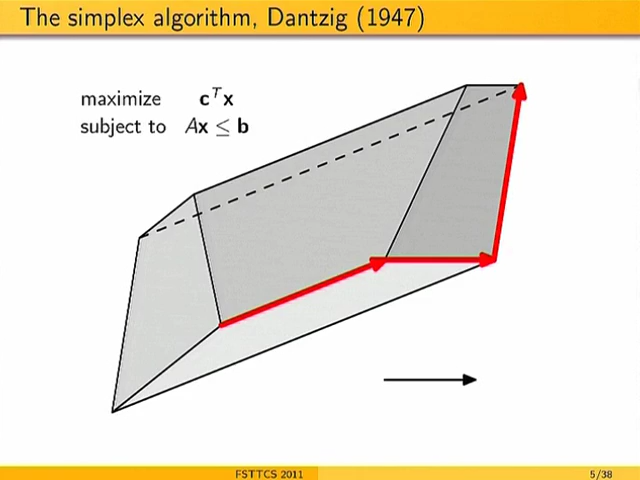 The simplex algorithm, Dantzig (1947)
maximize c^T x
subject to Ax ≤ b
FSTTCS 2011 5/38